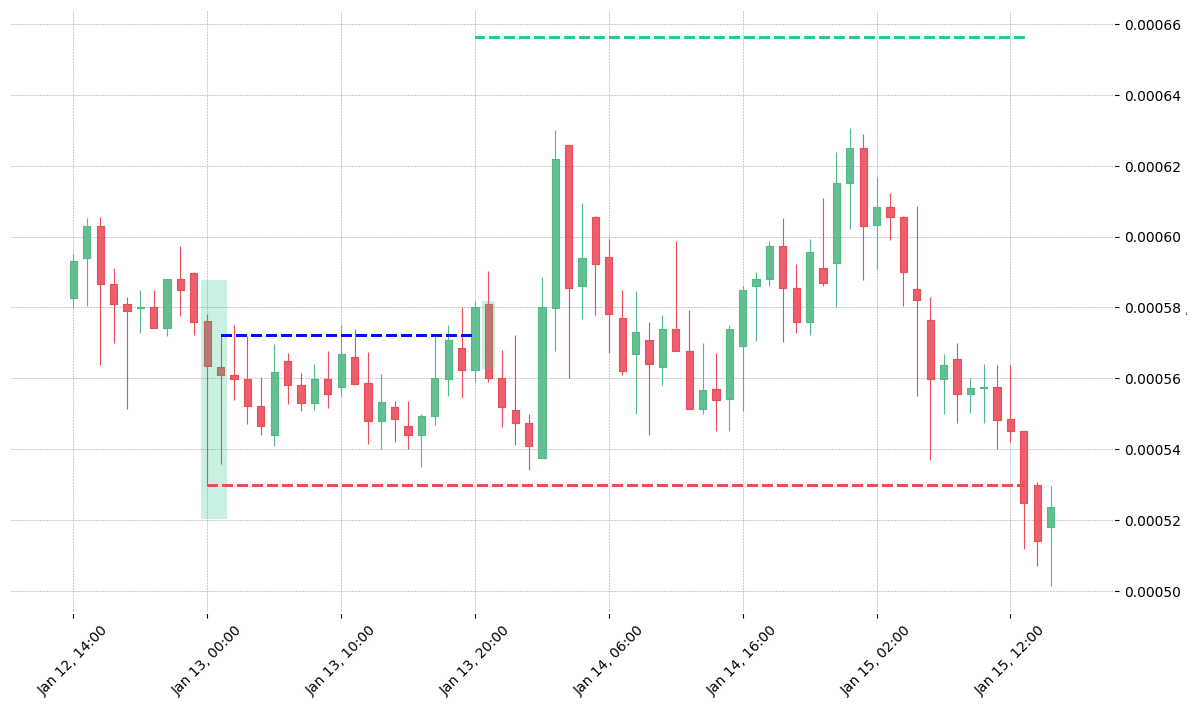 0.00066
0.00064
0.00062
0.00060
0.00058
0.00056
0.00054
0.00052
0.00050
Jan 12, 14:00
Jan 13, 00:00
Jan 13, 10:00
Jan 13, 20:00
Jan 14, 06:00
Jan 14, 16:00
Jan 15, 02:00
Jan 15, 12:00